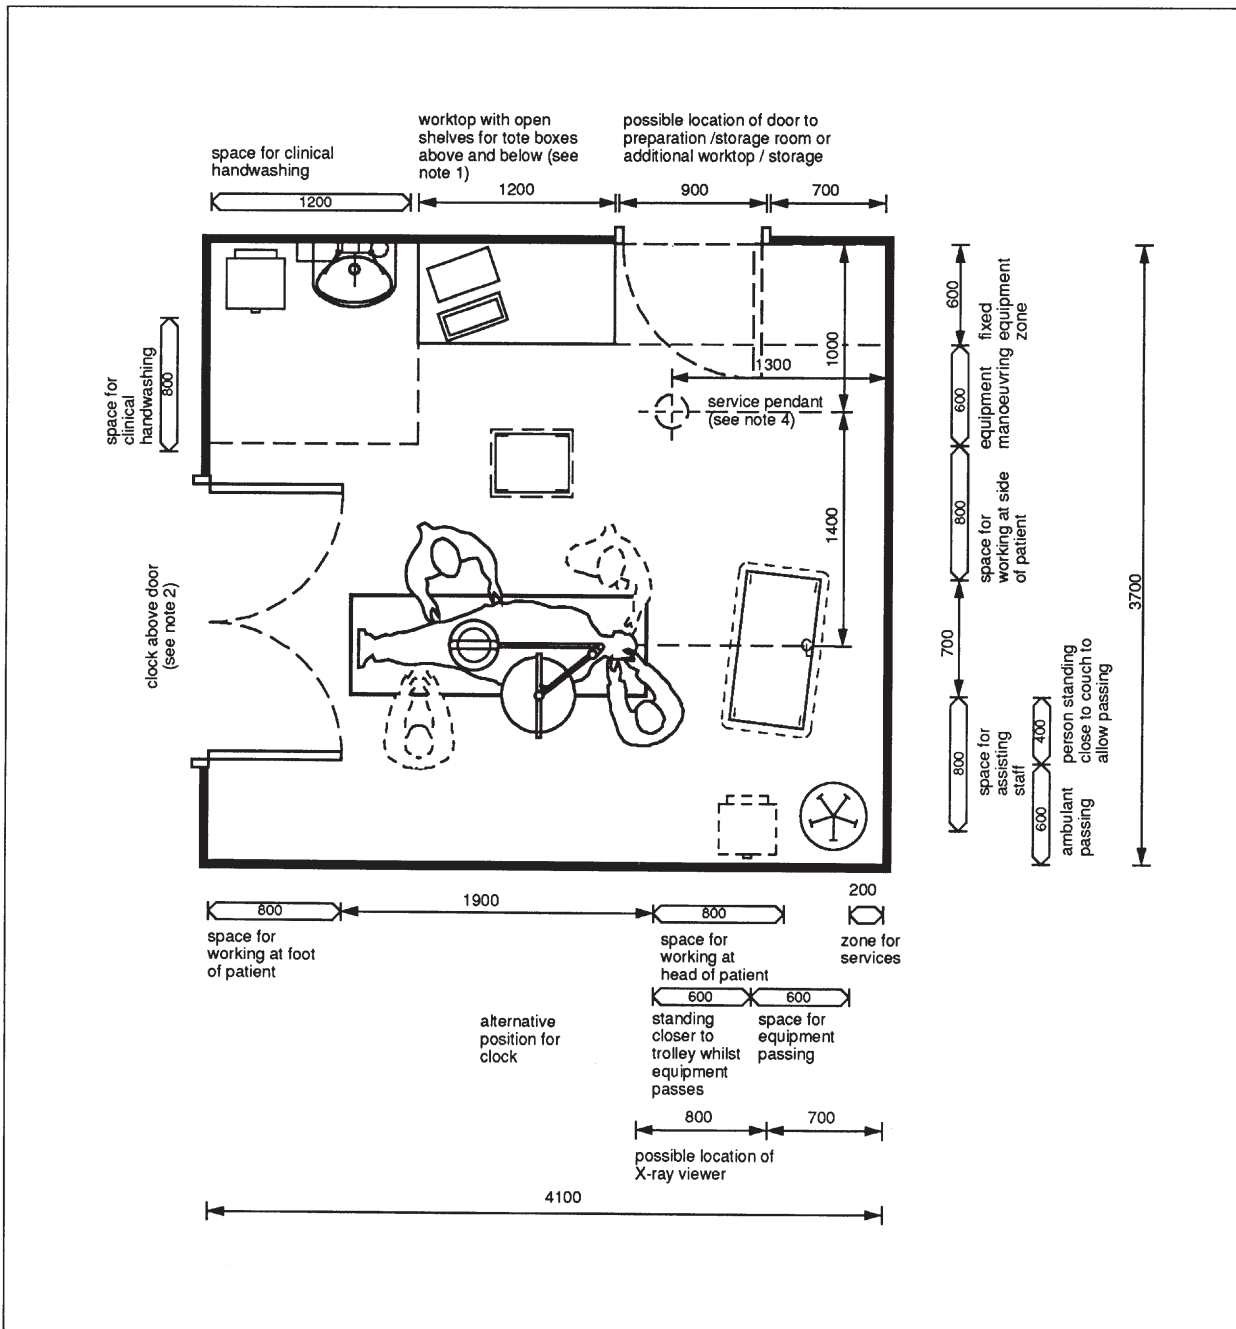 worktop with open
shelves for tote boxes
above and below (see
note 1)
possible location of door to
preparation /storage room or
additional worktop / storage
space for clinical
handwashing
1200
1200
900
700
600
fixed
equipment
zone
1000
1300
space for
clinical
handwashing
800
service pendant
(see note 4)
600
equipment
manoeuvring
1400
800
space for
working at side
of patient
clock above door
(see note 2)
3700
700
400
person standing
close to couch to
allow passing
800
space for
assisting
staff
600
ambulant
passing
800
1900
800
200
space for
working at foot
of patient
space for
working at
head of patient
zone for
services
600
600
alternative
position for
clock
standing
closer to
trolley whilst
equipment
passes
space for
equipment
passing
800
700
possible location of
X-ray viewer
4100